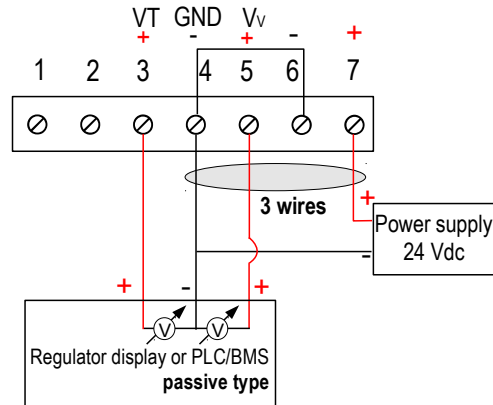 VT GND Vv
+ - + - +
1 2 3 4 5 6 7
3 wires
+
Power supply
24 Vdc
-
+ - +
V V
Regulator display or PLC/BMS
passive type